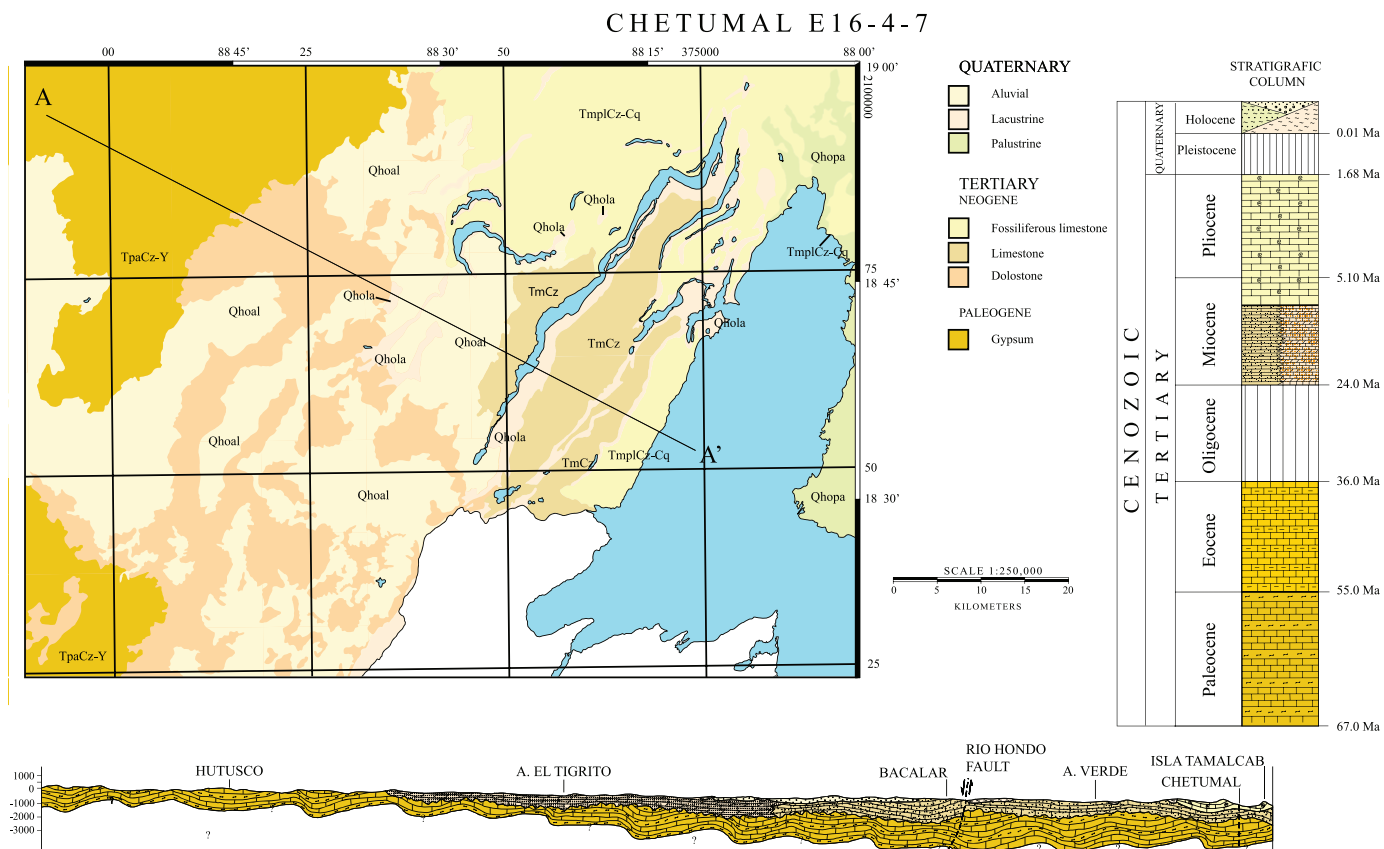 CHETUMAL E16-4-7
00
88 45'
25
88 30'
50
88 15'
375000
88 00'
19 00'
2100000
A
TmplCz-Cq
Qhopa
Qhoal
Qhola
Qhola
TpaCz-Y
TmplCz-Cq
75
18 45'
Qhola
TmCz
Qhoal
Qhoal
TmCz
Qhola
Qhola
Qhoal
Qhola
TmCz
TmplCz-Cq
A'
50
18 30'
Qhoal
Qhopa
TpaCz-Y
25
QUATERNARY
Aluvial
Lacustrine
Palustrine
TERTIARY
NEOGENE
Fossiliferous limestone
Limestone
Dolostone
PALEOGENE
Gypsum
SCALE 1:250,000
0 5 10 15 20
KILOMETERS
STRATIGRAFIC
COLUMN
CENOZOIC
QUATERNARY
TERTIARY
Holocene
0.01 Ma
Pleistocene
1.68 Ma
Pliocene
5.10 Ma
Miocene
24.0 Ma
Oligocene
36.0 Ma
Eocene
55.0 Ma
Paleocene
67.0 Ma
1000
0
-1000
-2000
-3000
HUTUSCO
A. EL TIGRITO
BACALAR
RIO HONDO
FAULT
A. VERDE
ISLA TAMALCAB
CHETUMAL
?
?
?
?
?
?
?
?